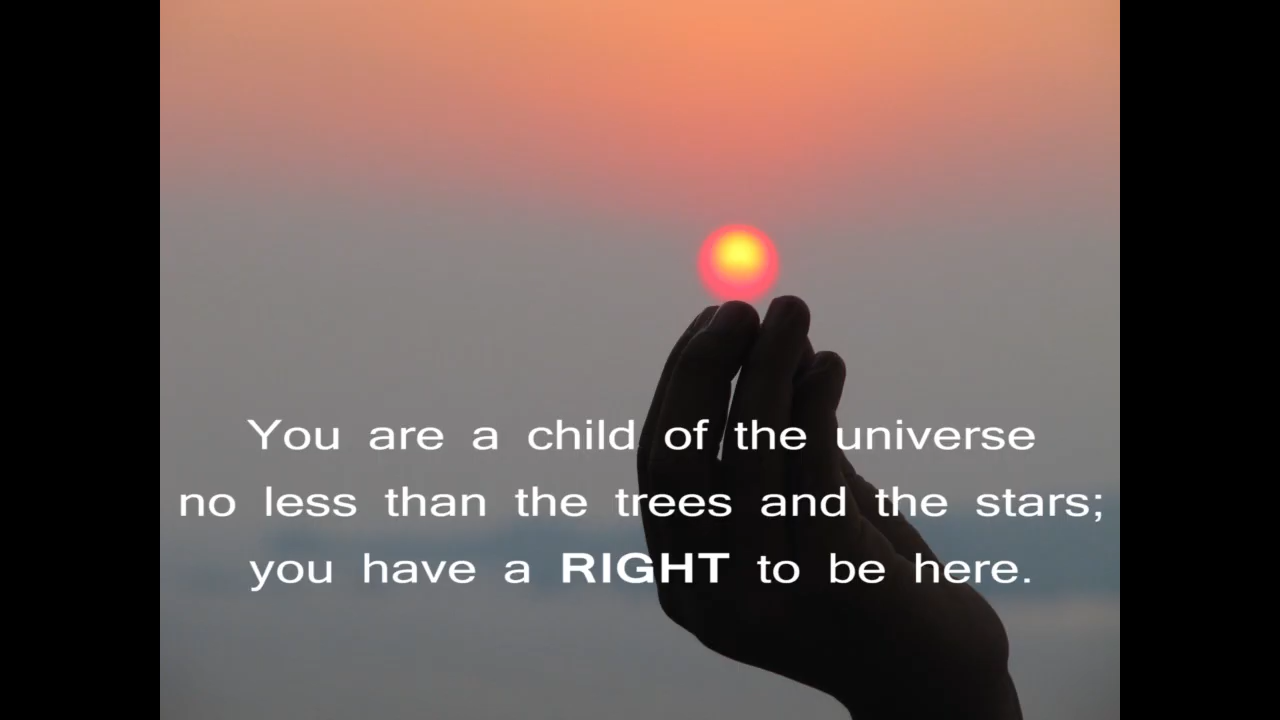 You are a child of the universe
no less than the trees and the stars;
you have a RIGHT to be here.